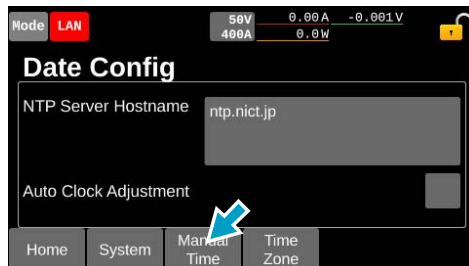 Mode LAN 50V 0.00A -0.001V
400A 0.0W
Date Config
NTP Server Hostname ntp.nict.jp
Auto Clock Adjustment
Home System Manual Time Time Zone